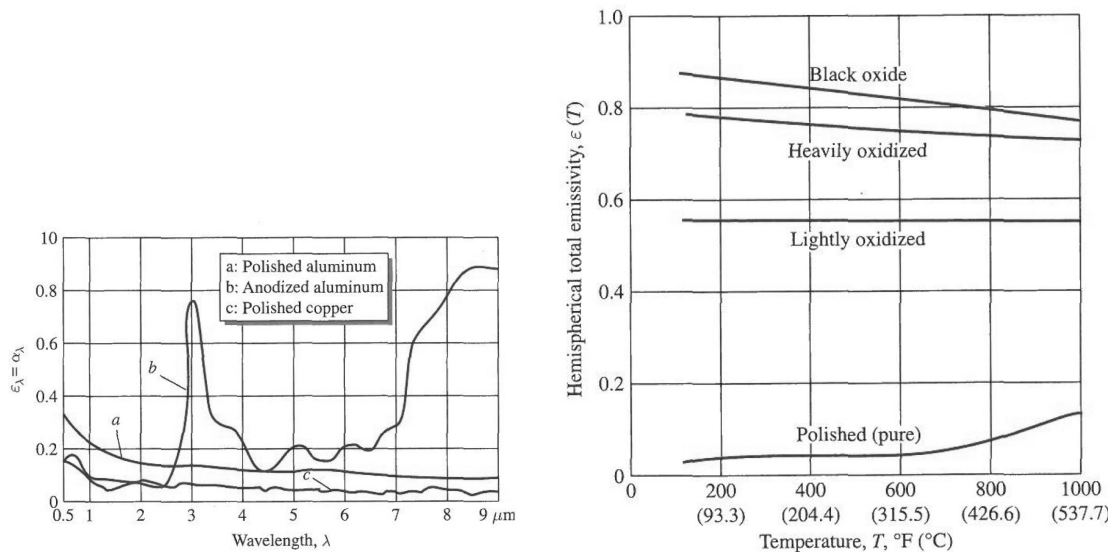 10
0.8
0.6
0.4
0.2
0
ελ = αλ
a: Polished aluminum
b: Anodized aluminum
c: Polished copper
b
a
c
0.5 1 2 3 4 5 6 7 8 9 μm
Wavelength, λ
1.0
0.8
0.6
0.4
0.2
0
Hemispherical total emissivity, ε (T)
Black oxide
Heavily oxidized
Lightly oxidized
Polished (pure)
0 200 400 600 800 1000
(93.3) (204.4) (315.5) (426.6) (537.7)
Temperature, T, °F (°C)